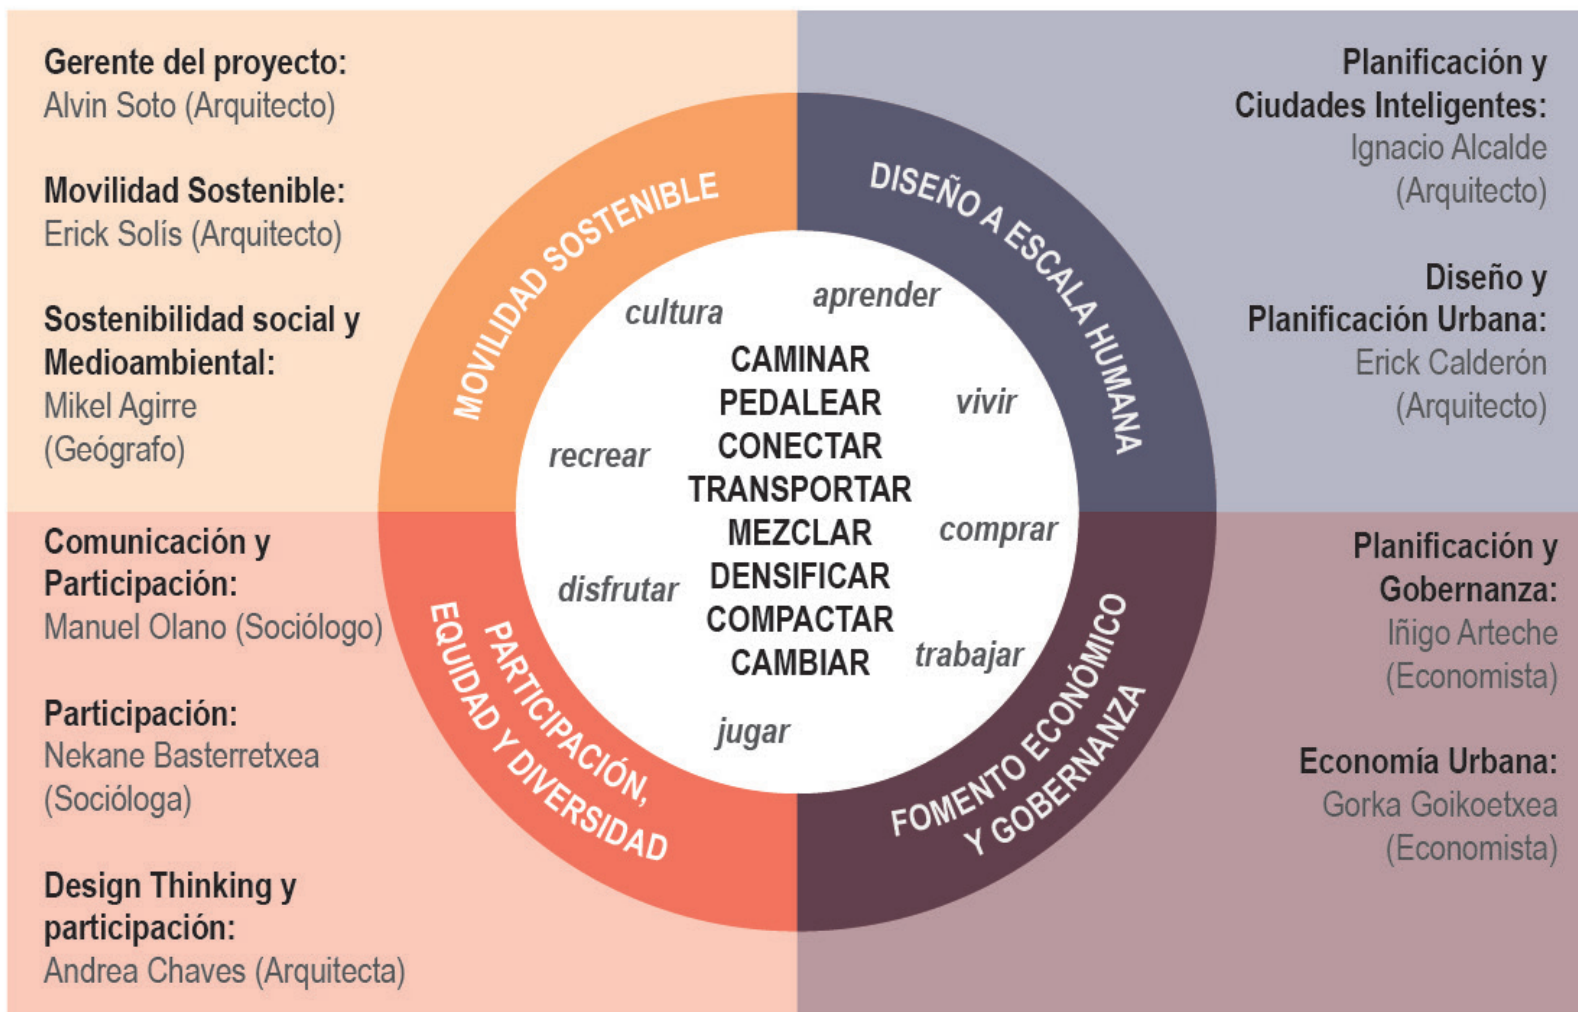 Gerente del proyecto:
Alvin Soto (Arquitecto)
Movilidad Sostenible:
Erick Solís (Arquitecto)
Sostenibilidad social y
Medioambiental:
Mikel Agirre
(Geógrafo)
Planificación y
Ciudades Inteligentes:
Ignacio Alcalde
(Arquitecto)
Diseño y
Planificación Urbana:
Erick Calderón
(Arquitecto)
MOVILIDAD SOSTENIBLE
DISEÑO A ESCALA HUMANA
cultura
aprender
CAMINAR
PEDALEAR
vivir
CONECTAR
recrear
TRANSPORTAR
MEZCLAR
comprar
DENSIFICAR
disfrutar
COMPACTAR
CAMBIAR
trabajar
jugar
PARTICIPACIÓN,
EQUIDAD Y DIVERSIDAD
FOMENTO ECONÓMICO
Y GOBERNANZA
Comunicación y
Participación:
Manuel Olano (Sociólogo)
Participación:
Nekane Basterretxea
(Socióloga)
Design Thinking y
participación:
Andrea Chaves (Arquitecta)
Planificación y
Gobernanza:
Iñigo Arteche
(Economista)
Economía Urbana:
Gorka Goikoetxea
(Economista)